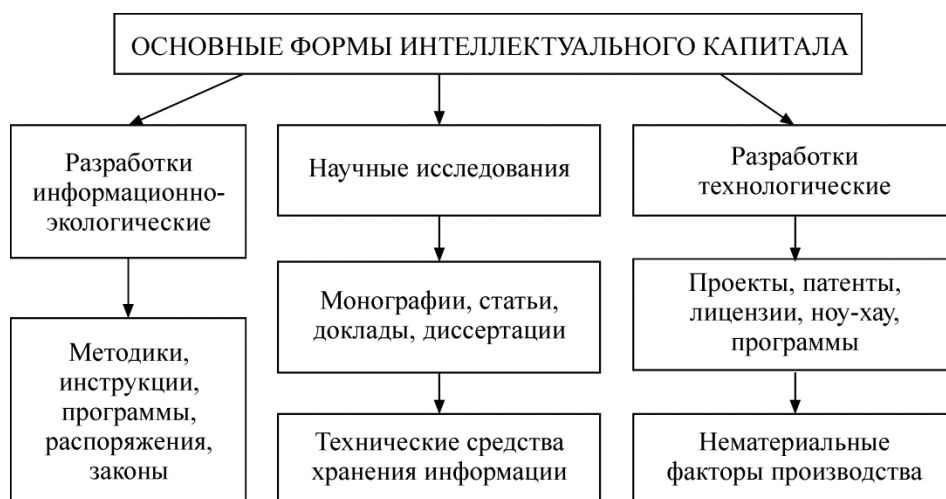 ОСНОВНЫЕ ФОРМЫ ИНТЕЛЛЕКТУАЛЬНОГО КАПИТАЛА
Разработки
информационно-
экологические
Методики,
инструкции,
программы,
распоряжения,
законы
Научные исследования
Монографии, статьи,
доклады, диссертации
Технические средства
хранения информации
Разработки
технологические
Проекты, патенты,
лицензии, ноу-хау,
программы
Нематериальные
факторы производства